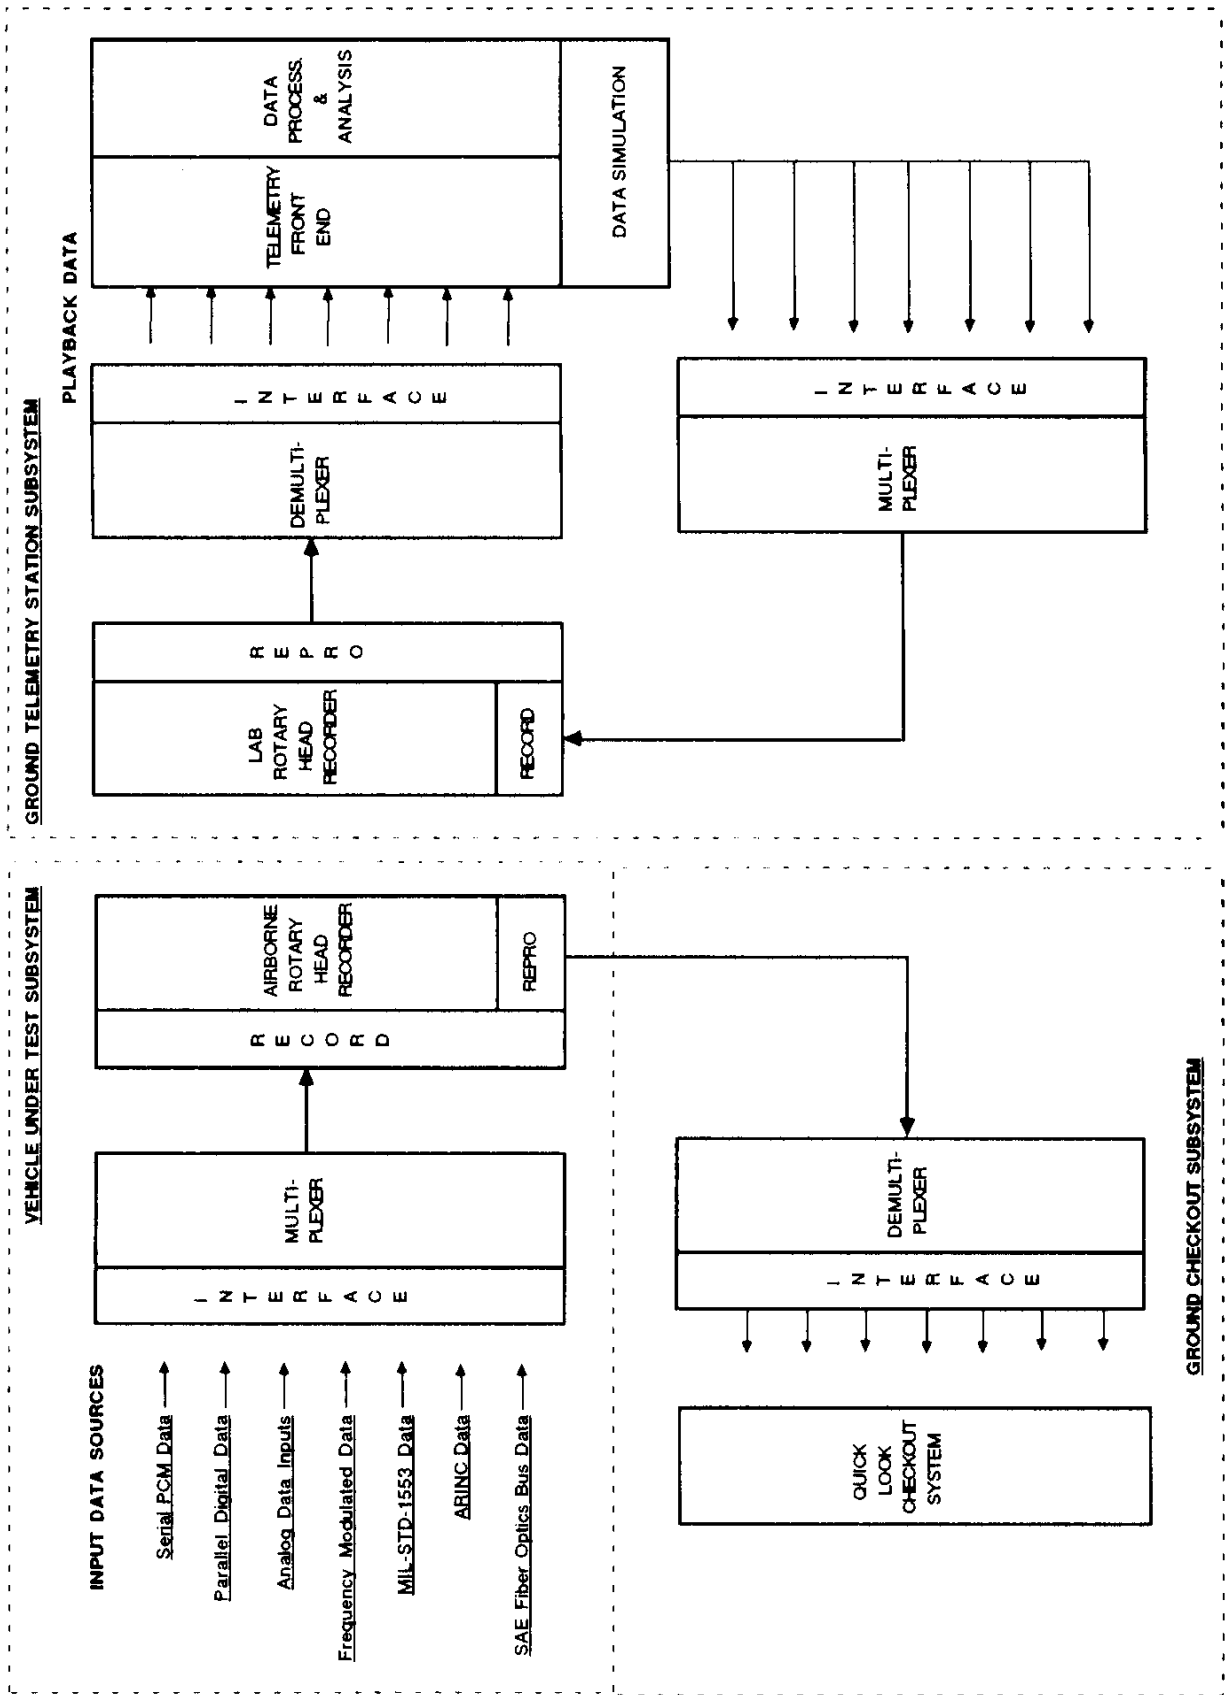 VEHICLE UNDER TEST SUBSYSTEM
INPUT DATA SOURCES
Serial PCM Data
Parallel Digital Data
Analog Data Inputs
Frequency Modulated Data
MIL-STD-1553 Data
ARINC Data
SAE Fiber Optics Bus Data
INTERFACE
MULTI-
PLEXER
RECORD
AIRBORNE
ROTARY
HEAD
RECORDER
REPRO
GROUND TELEMETRY STATION SUBSYSTEM
LAB
ROTARY
HEAD
RECORDER
RECORD
REPRO
DEMULTI-
PLEXER
INTERFACE
PLAYBACK DATA
TELEMETRY
FRONT
END
DATA
PROCESS.
&
ANALYSIS
DATA SIMULATION
MULTI-
PLEXER
INTERFACE
QUICK
LOOK
CHECKOUT
SYSTEM
INTERFACE
DEMULTI-
PLEXER
GROUND CHECKOUT SUBSYSTEM